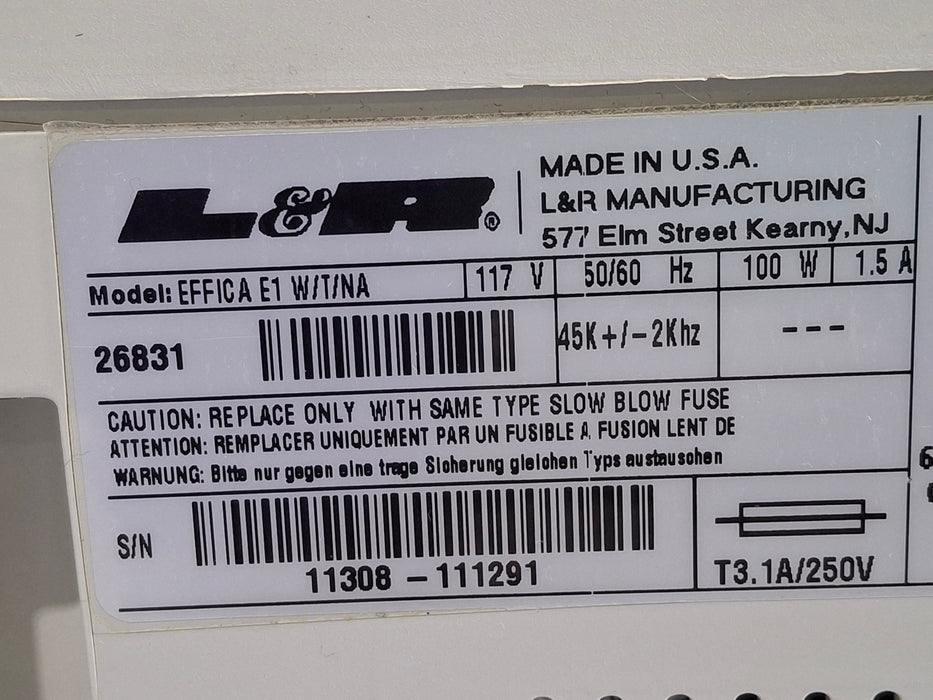 L&R®
MADE IN U.S.A.
L&R MANUFACTURING
577 Elm Street Kearny, NJ
Model: EFFICA E1 W/T/NA
117 V
50/60 Hz
100 W
1.5 A
26831
45K+/-2Khz
---
CAUTION: REPLACE ONLY WITH SAME TYPE SLOW BLOW FUSE
ATTENTION: REMPLACER UNIQUEMENT PAR UN FUSIBLE A FUSION LENT DE
WARNUNG: Bitte nur gegen eine trage Sicherung gleichen Typs austauschen
S/N
11308 - 111291
T3.1A/250V